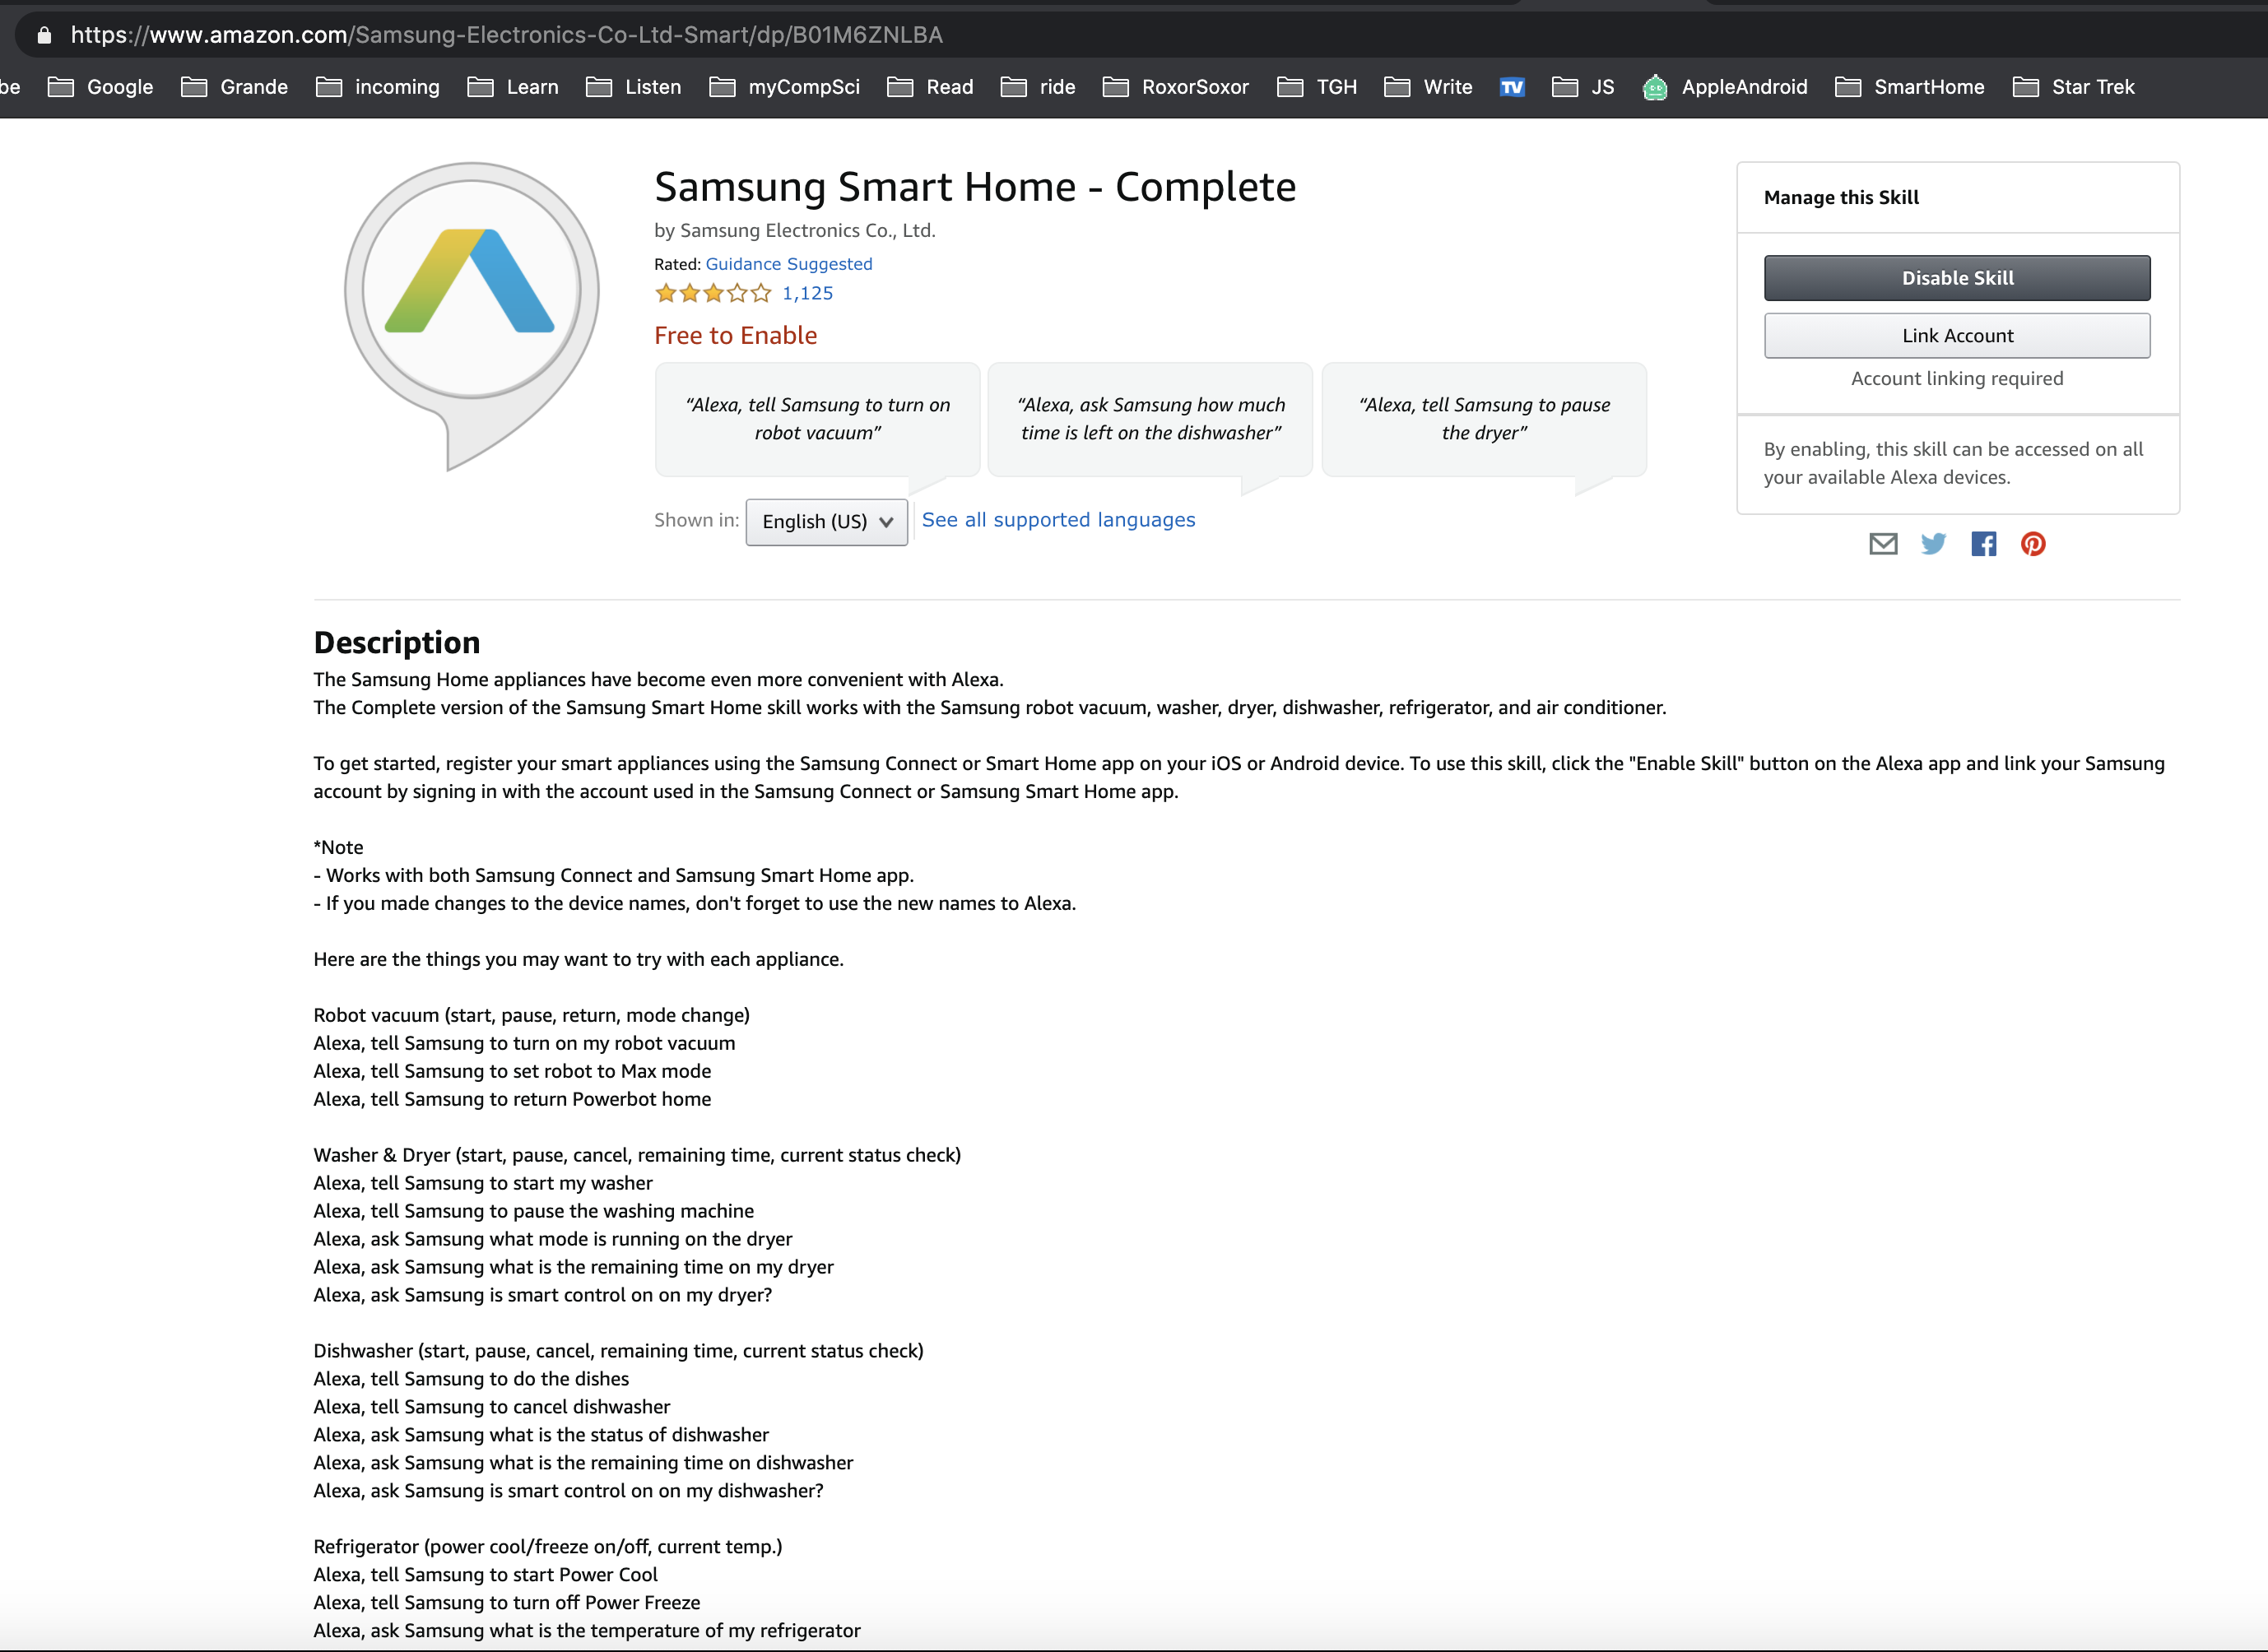 https://www.amazon.com/Samsung-Electronics-Co-Ltd-Smart/dp/B01M6ZNLBA
be Google Grande incoming Learn Listen myCompSci Read ride RoxorSoxor TGH Write TV JS AppleAndroid SmartHome Star Trek
Samsung Smart Home - Complete
by Samsung Electronics Co., Ltd.
Rated: Guidance Suggested
1,125
Free to Enable
“Alexa, tell Samsung to turn on
robot vacuum”
“Alexa, ask Samsung how much
time is left on the dishwasher”
“Alexa, tell Samsung to pause
the dryer”
Shown in: English (US) See all supported languages
Manage this Skill
Disable Skill
Link Account
Account linking required
By enabling, this skill can be accessed on all
your available Alexa devices.
Description
The Samsung Home appliances have become even more convenient with Alexa.
The Complete version of the Samsung Smart Home skill works with the Samsung robot vacuum, washer, dryer, dishwasher, refrigerator, and air conditioner.
To get started, register your smart appliances using the Samsung Connect or Smart Home app on your iOS or Android device. To use this skill, click the "Enable Skill" button on the Alexa app and link your Samsung
account by signing in with the account used in the Samsung Connect or Samsung Smart Home app.
*Note
- Works with both Samsung Connect and Samsung Smart Home app.
- If you made changes to the device names, don't forget to use the new names to Alexa.
Here are the things you may want to try with each appliance.
Robot vacuum (start, pause, return, mode change)
Alexa, tell Samsung to turn on my robot vacuum
Alexa, tell Samsung to set robot to Max mode
Alexa, tell Samsung to return Powerbot home
Washer & Dryer (start, pause, cancel, remaining time, current status check)
Alexa, tell Samsung to start my washer
Alexa, tell Samsung to pause the washing machine
Alexa, ask Samsung what mode is running on the dryer
Alexa, ask Samsung what is the remaining time on my dryer
Alexa, ask Samsung is smart control on on my dryer?
Dishwasher (start, pause, cancel, remaining time, current status check)
Alexa, tell Samsung to do the dishes
Alexa, tell Samsung to cancel dishwasher
Alexa, ask Samsung what is the status of dishwasher
Alexa, ask Samsung what is the remaining time on dishwasher
Alexa, ask Samsung is smart control on on my dishwasher?
Refrigerator (power cool/freeze on/off, current temp.)
Alexa, tell Samsung to start Power Cool
Alexa, tell Samsung to turn off Power Freeze
Alexa, ask Samsung what is the temperature of my refrigerator